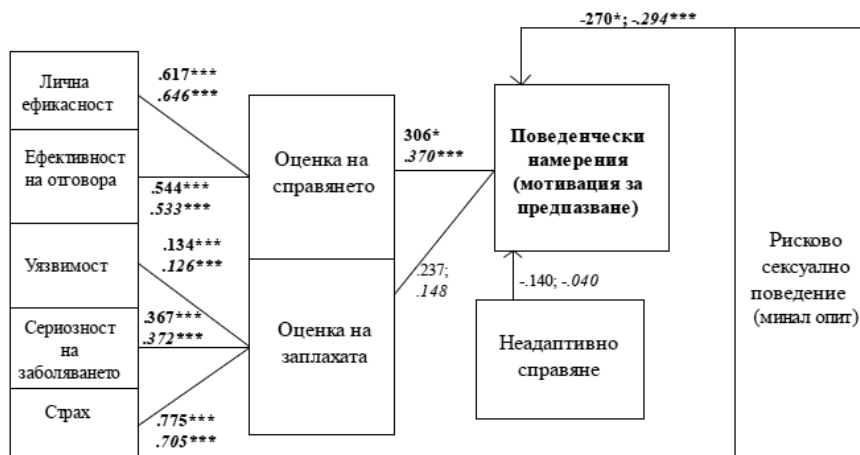 -270*; -.294***
Лична
ефикасност
.617***
.646***
Ефективност
на отговора
.544***
.533***
Уязвимост
.134***
.126***
Сериозност
на
заболяването
.367***
.372***
Страх
.775***
.705***
Оценка на
справянето
Оценка на
заплахата
306*
.370***
.237;
.148
Поведенчески
намерения
(мотивация за
предпазване)
-.140; -.040
Неадаптивно
справяне
Рисково
сексуално
поведение
(минал опит)